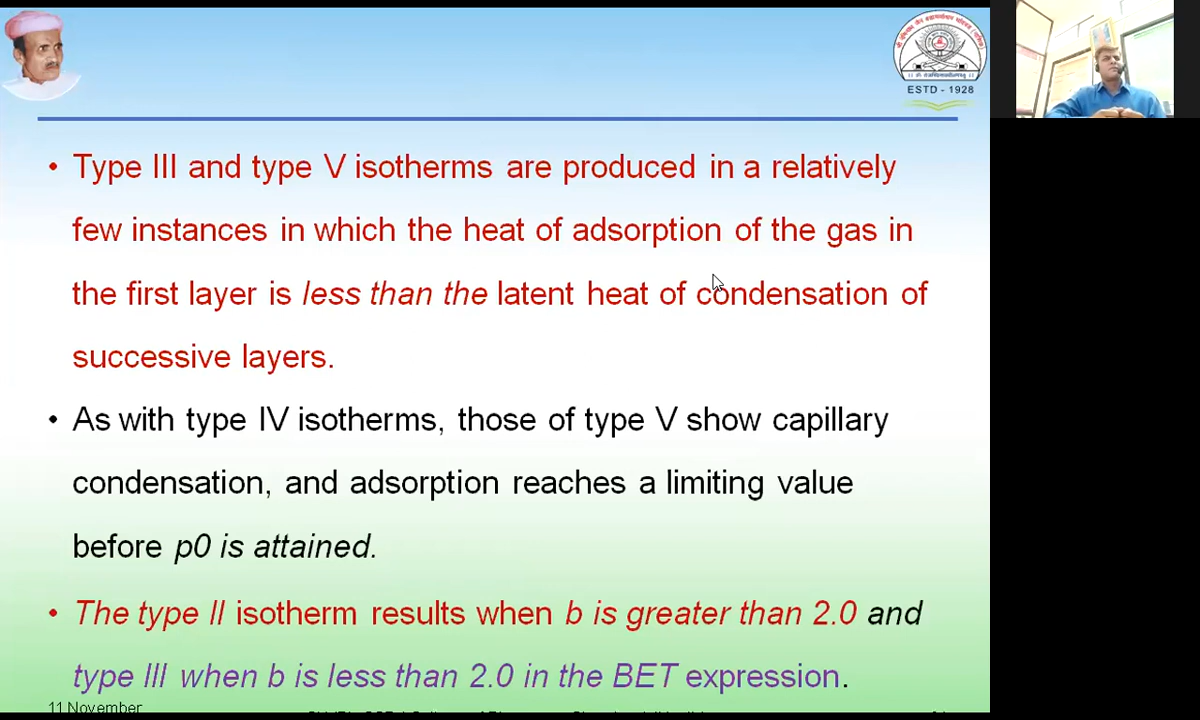 ESTD - 1928
• Type III and type V isotherms are produced in a relatively
few instances in which the heat of adsorption of the gas in
the first layer is less than the latent heat of condensation of
successive layers.
• As with type IV isotherms, those of type V show capillary
condensation, and adsorption reaches a limiting value
before p0 is attained.
• The type II isotherm results when b is greater than 2.0 and
type III when b is less than 2.0 in the BET expression.
11 November